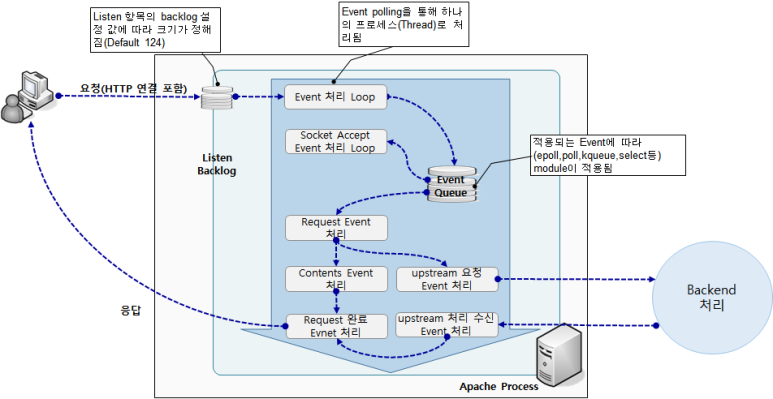 Listen 항목의 backlog 설
정 값에 따라 크기가 정해
짐(Default 124)
Event polling을 통해 하나
의 프로세스(Thread)로 처
리됨
요청(HTTP 연결 포함)
Event 처리 Loop
Socket Accept
Event 처리 Loop
적용되는 Event에 따라
(epoll,poll,kqueue,select등)
module이 적용됨
Listen
Backlog
Event
Queue
Request Event
처리
Contents Event
처리
upstream 요청
Event 처리
Backend
처리
응답
Request 완료
Evnet 처리
upstream 처리 수신
Event 처리
Apache Process